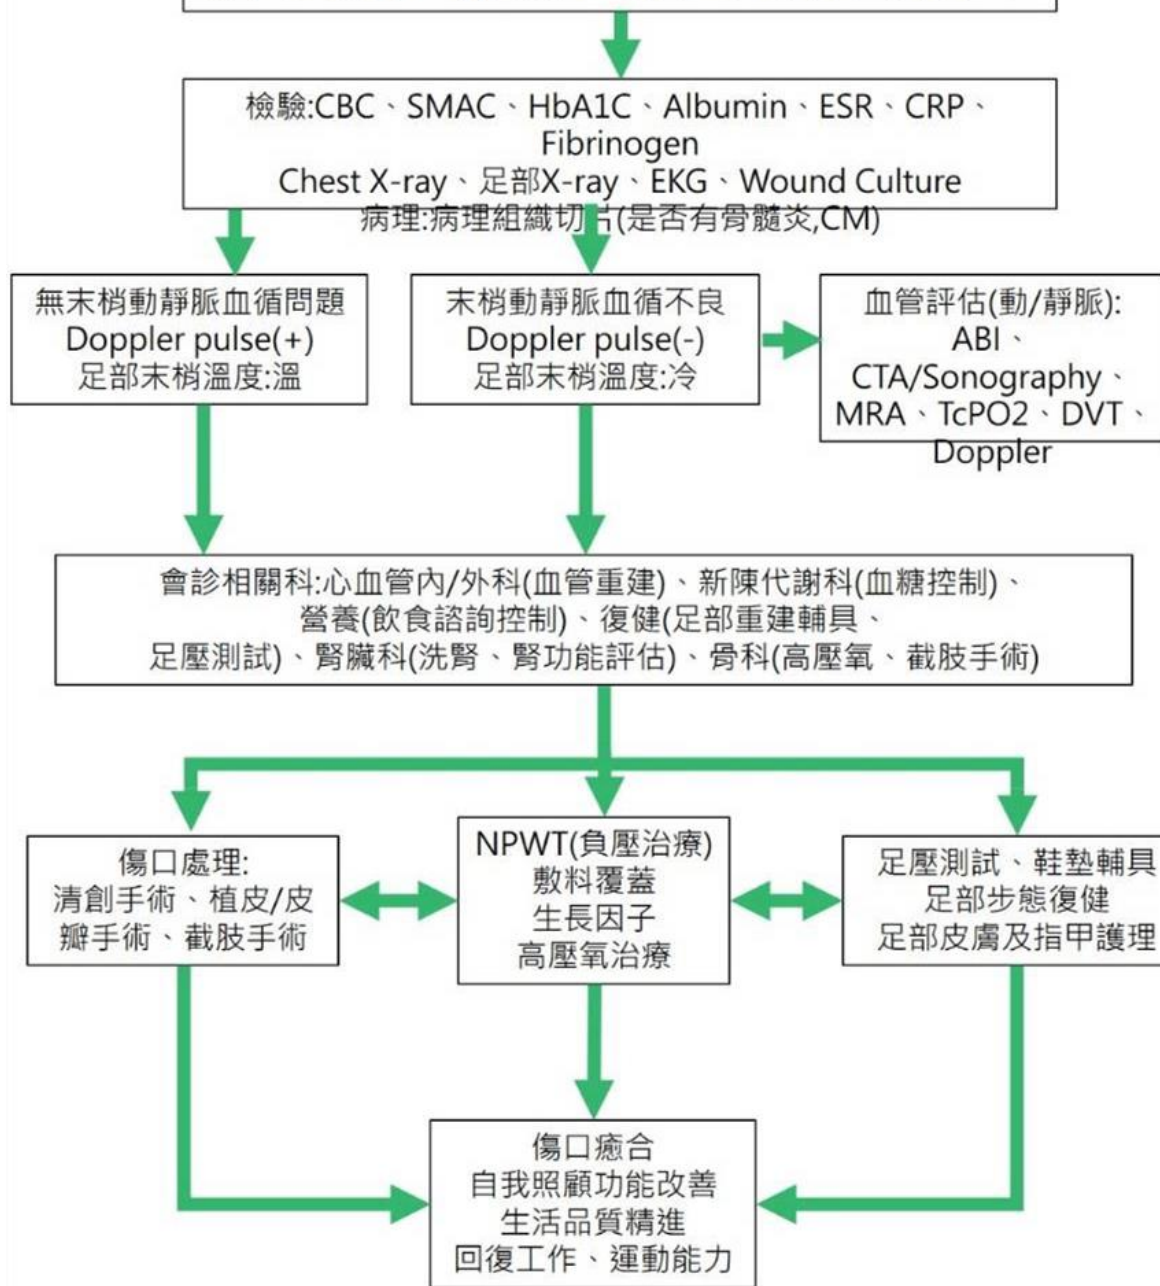 檢驗:CBC、SMAC、HbA1C、Albumin、ESR、CRP、
Fibrinogen
Chest X-ray、足部X-ray、EKG、Wound Culture
病理:病理組織切片(是否有骨髓炎,CM)
無末梢動靜脈血循問題
Doppler pulse(+)
足部末梢溫度:溫
末梢動靜脈血循不良
Doppler pulse(-)
足部末梢溫度:冷
血管評估(動/靜脈):
ABI、
CTA/Sonography、
MRA、TcPO2、DVT、
Doppler
會診相關科:心血管內/外科(血管重建)、新陳代謝科(血糖控制)、
營養(飲食諮詢控制)、復健(足部重建輔具、
足壓測試)、腎臟科(洗腎、腎功能評估)、骨科(高壓氧、截肢手術)
傷口處理:
清創手術、植皮/皮
瓣手術、截肢手術
NPWT(負壓治療)
敷料覆蓋
生長因子
高壓氧治療
足壓測試、鞋墊輔具
足部步態復健
足部皮膚及指甲護理
傷口癒合
自我照顧功能改善
生活品質精進
回復工作、運動能力